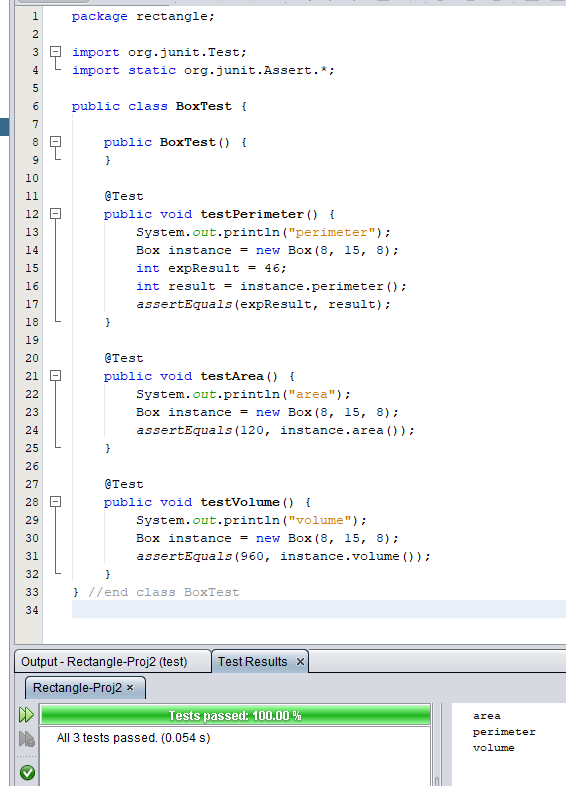 1 package rectangle;
2
3 import org.junit.Test;
4 import static org.junit.Assert.*;
5
6 public class BoxTest {
7
8     public BoxTest() {
9     }
10
11     @Test
12     public void testPerimeter() {
13         System.out.println("perimeter");
14         Box instance = new Box(8, 15, 8);
15         int expResult = 46;
16         int result = instance.perimeter();
17         assertEquals(expResult, result);
18     }
19
20     @Test
21     public void testArea() {
22         System.out.println("area");
23         Box instance = new Box(8, 15, 8);
24         assertEquals(120, instance.area());
25     }
26
27     @Test
28     public void testVolume() {
29         System.out.println("volume");
30         Box instance = new Box(8, 15, 8);
31         assertEquals(960, instance.volume());
32     }
33 } //end class BoxTest
34
Output - Rectangle-Proj2 (test) Test Results ×
Rectangle-Proj2 ×
Tests passed: 100.00 %
All 3 tests passed. (0.054 s)
area
perimeter
volume